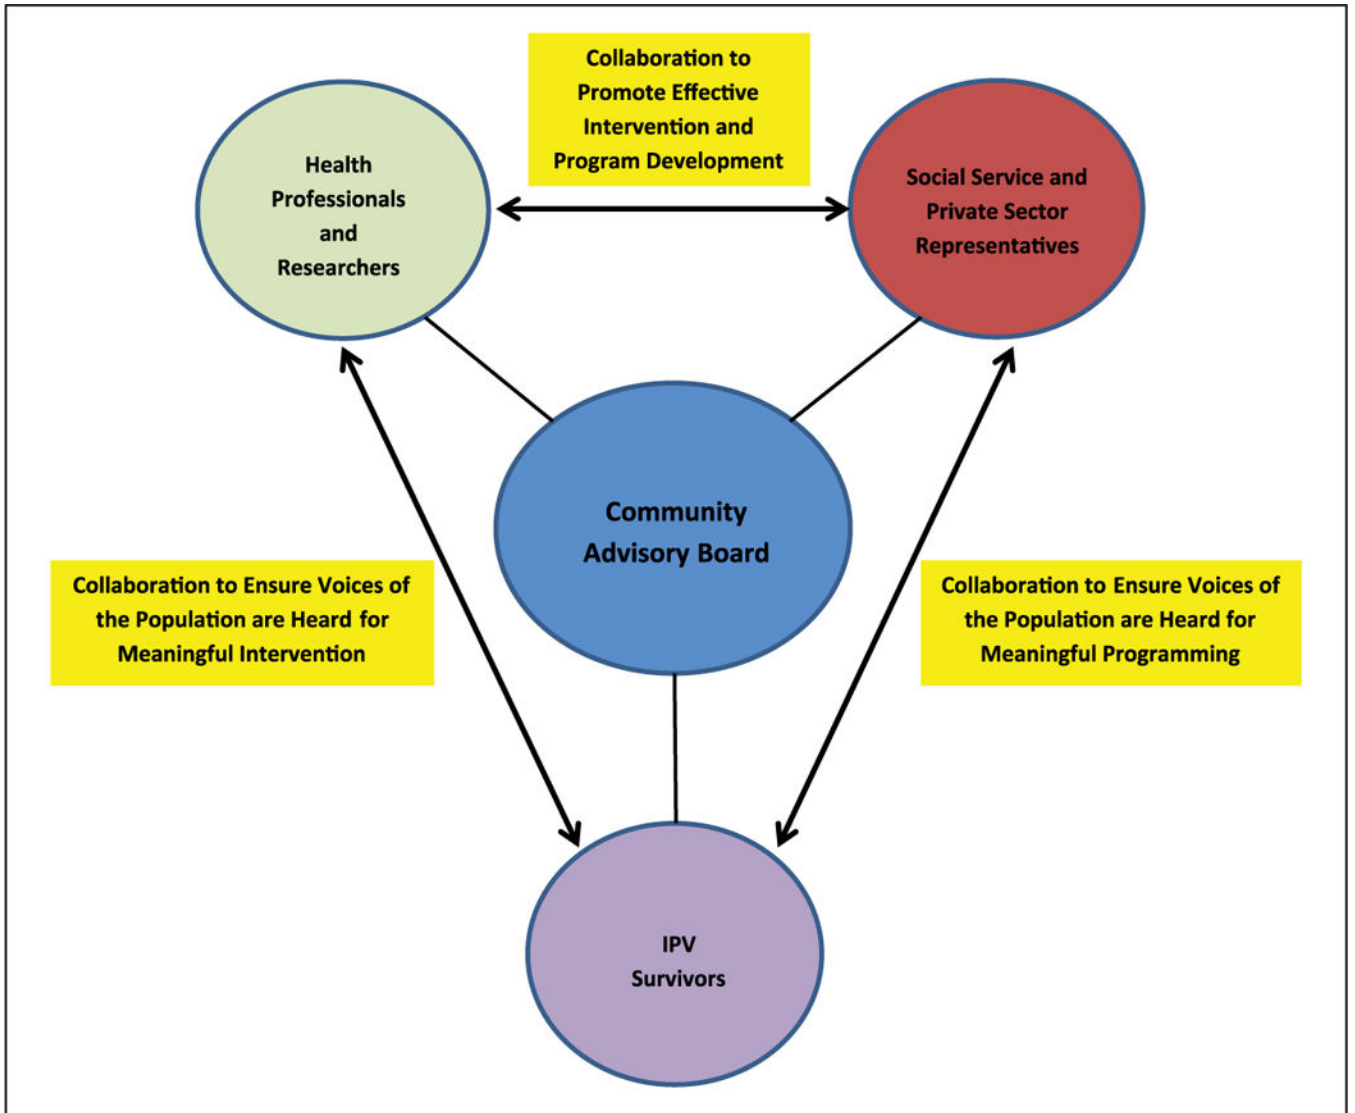 Collaboration to
Promote Effective
Intervention and
Program Development
Health
Professionals
and
Researchers
Social Service and
Private Sector
Representatives
Community
Advisory Board
Collaboration to Ensure Voices of
the Population are Heard for
Meaningful Intervention
Collaboration to Ensure Voices of
the Population are Heard for
Meaningful Programming
IPV
Survivors